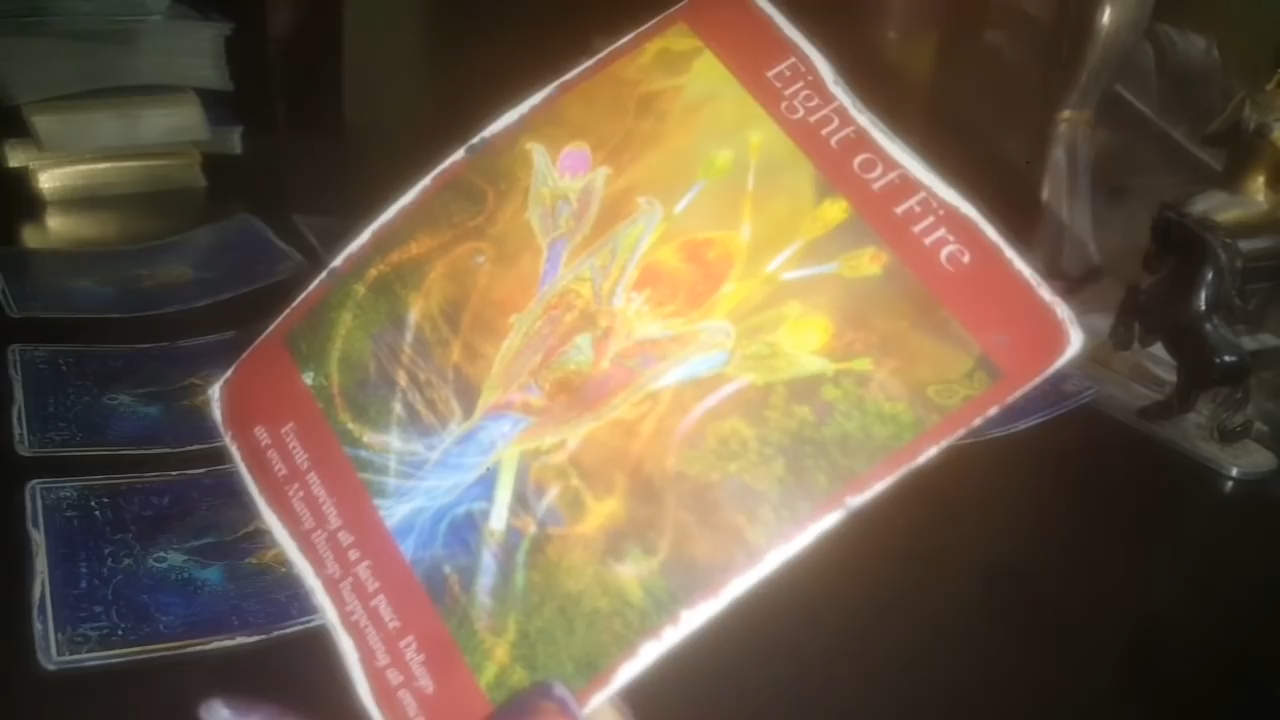 Eight of Fire
Events moving at a fast pace. Delays
are over. Many things happening at once